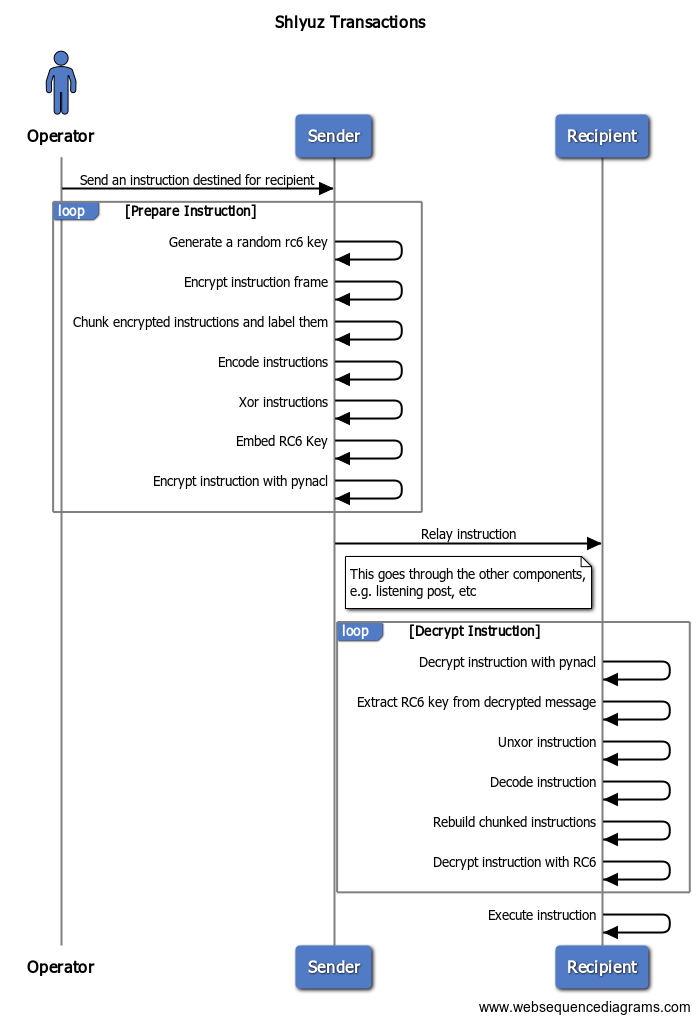 Shlyuz Transactions
Operator
Sender
Recipient
Send an instruction destined for recipient
loop
[Prepare Instruction]
Generate a random rc6 key
Encrypt instruction frame
Chunk encrypted instructions and label them
Encode instructions
Xor instructions
Embed RC6 Key
Encrypt instruction with pynacl
Relay instruction
This goes through the other components,
e.g. listening post, etc
loop
[Decrypt Instruction]
Decrypt instruction with pynacl
Extract RC6 key from decrypted message
Unxor instruction
Decode instruction
Rebuild chunked instructions
Decrypt instruction with RC6
Execute instruction
Operator
Sender
Recipient
www.websequencediagrams.com